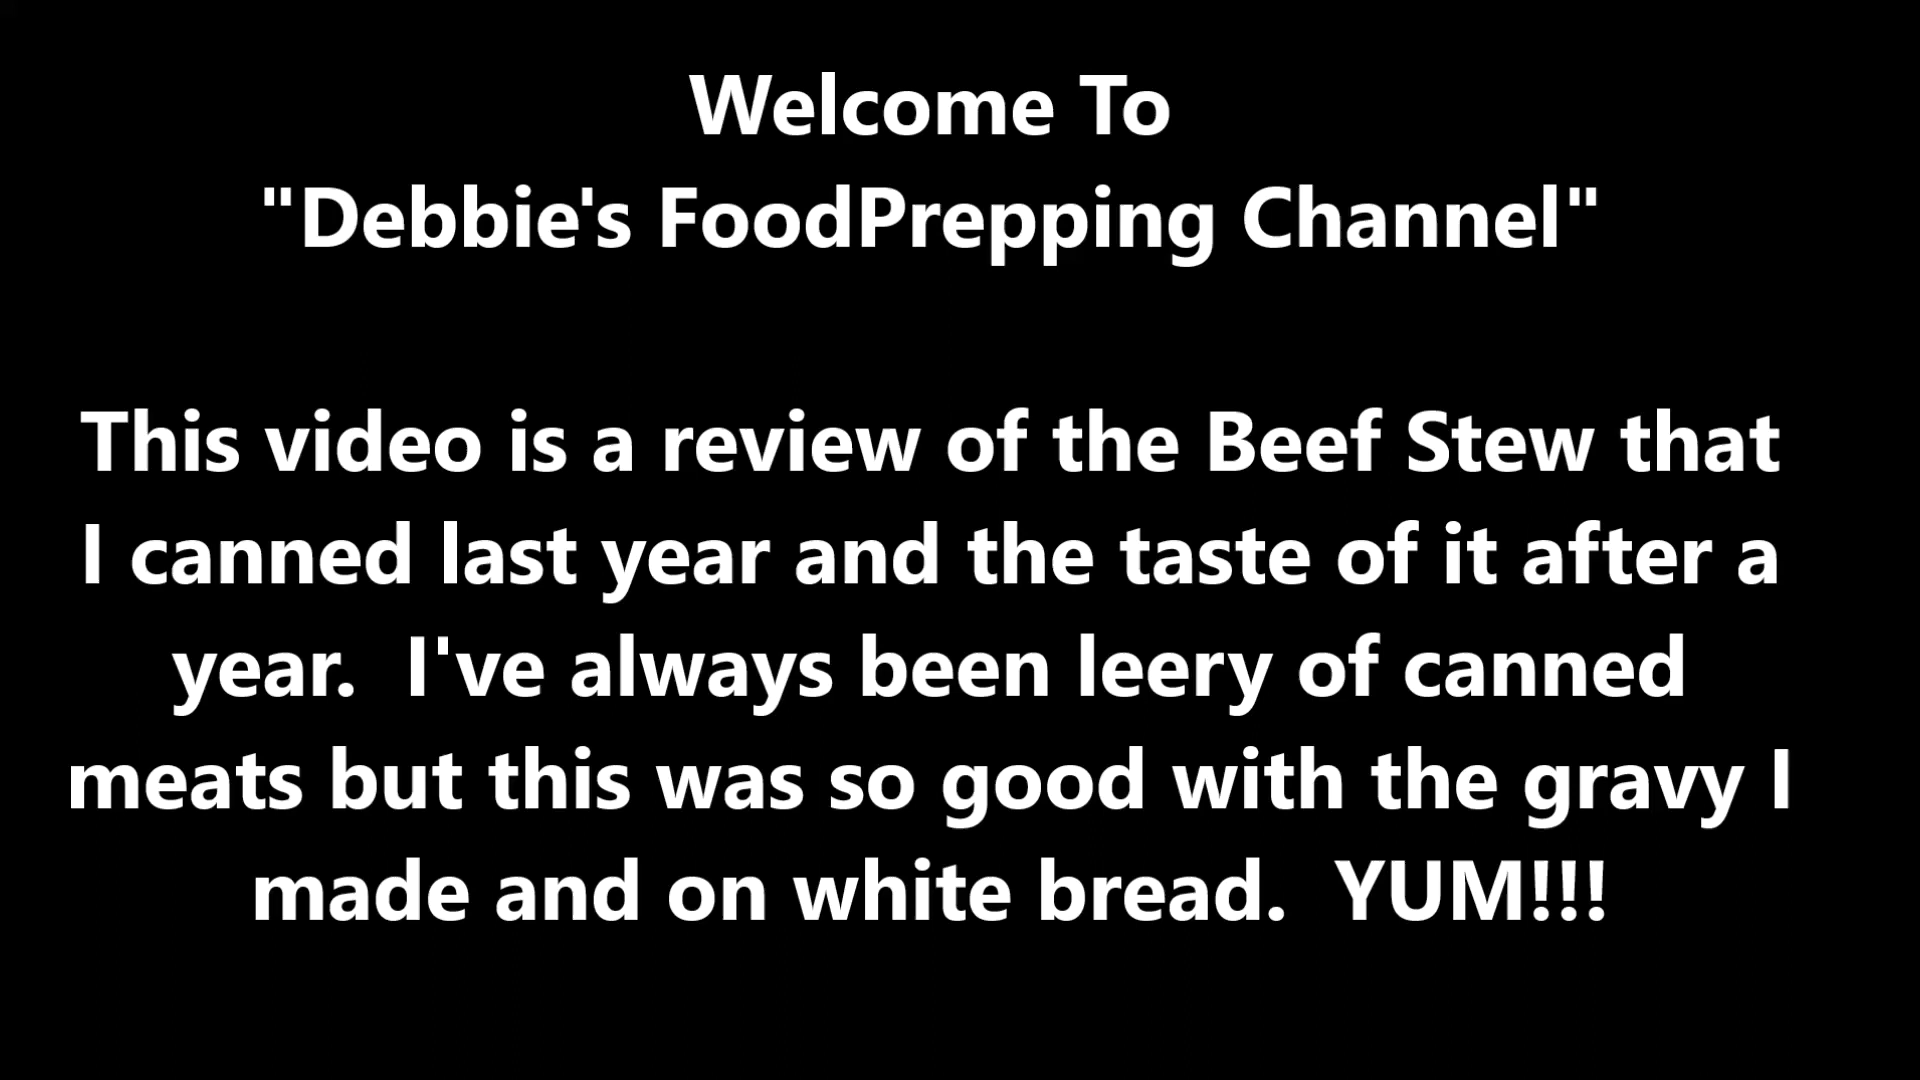 Welcome To
"Debbie's FoodPrepping Channel"
This video is a review of the Beef Stew that
I canned last year and the taste of it after a
year.  I've always been leery of canned
meats but this was so good with the gravy I
made and on white bread.  YUM!!!